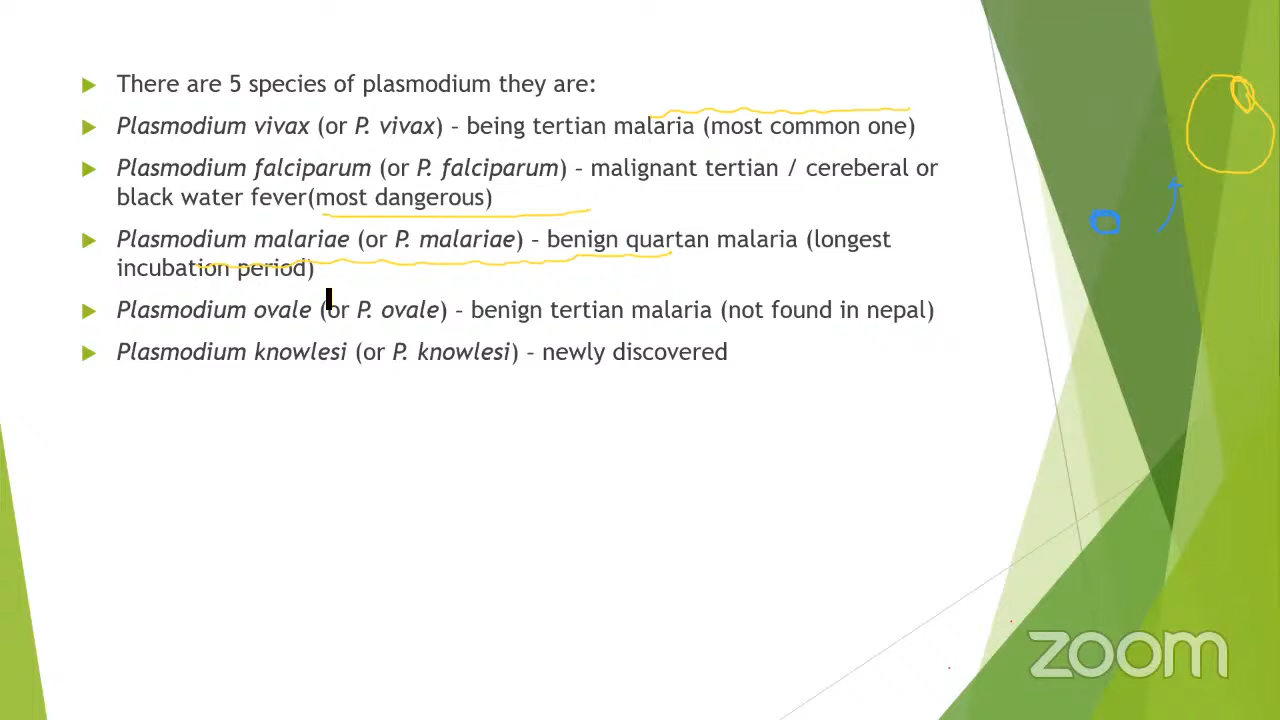 There are 5 species of plasmodium they are:
Plasmodium vivax (or P. vivax) – being tertian malaria (most common one)
Plasmodium falciparum (or P. falciparum) – malignant tertian / cereberal or
black water fever(most dangerous)
Plasmodium malariae (or P. malariae) – benign quartan malaria (longest
incubation period)
Plasmodium ovale (or P. ovale) – benign tertian malaria (not found in nepal)
Plasmodium knowlesi (or P. knowlesi) – newly discovered
zoom